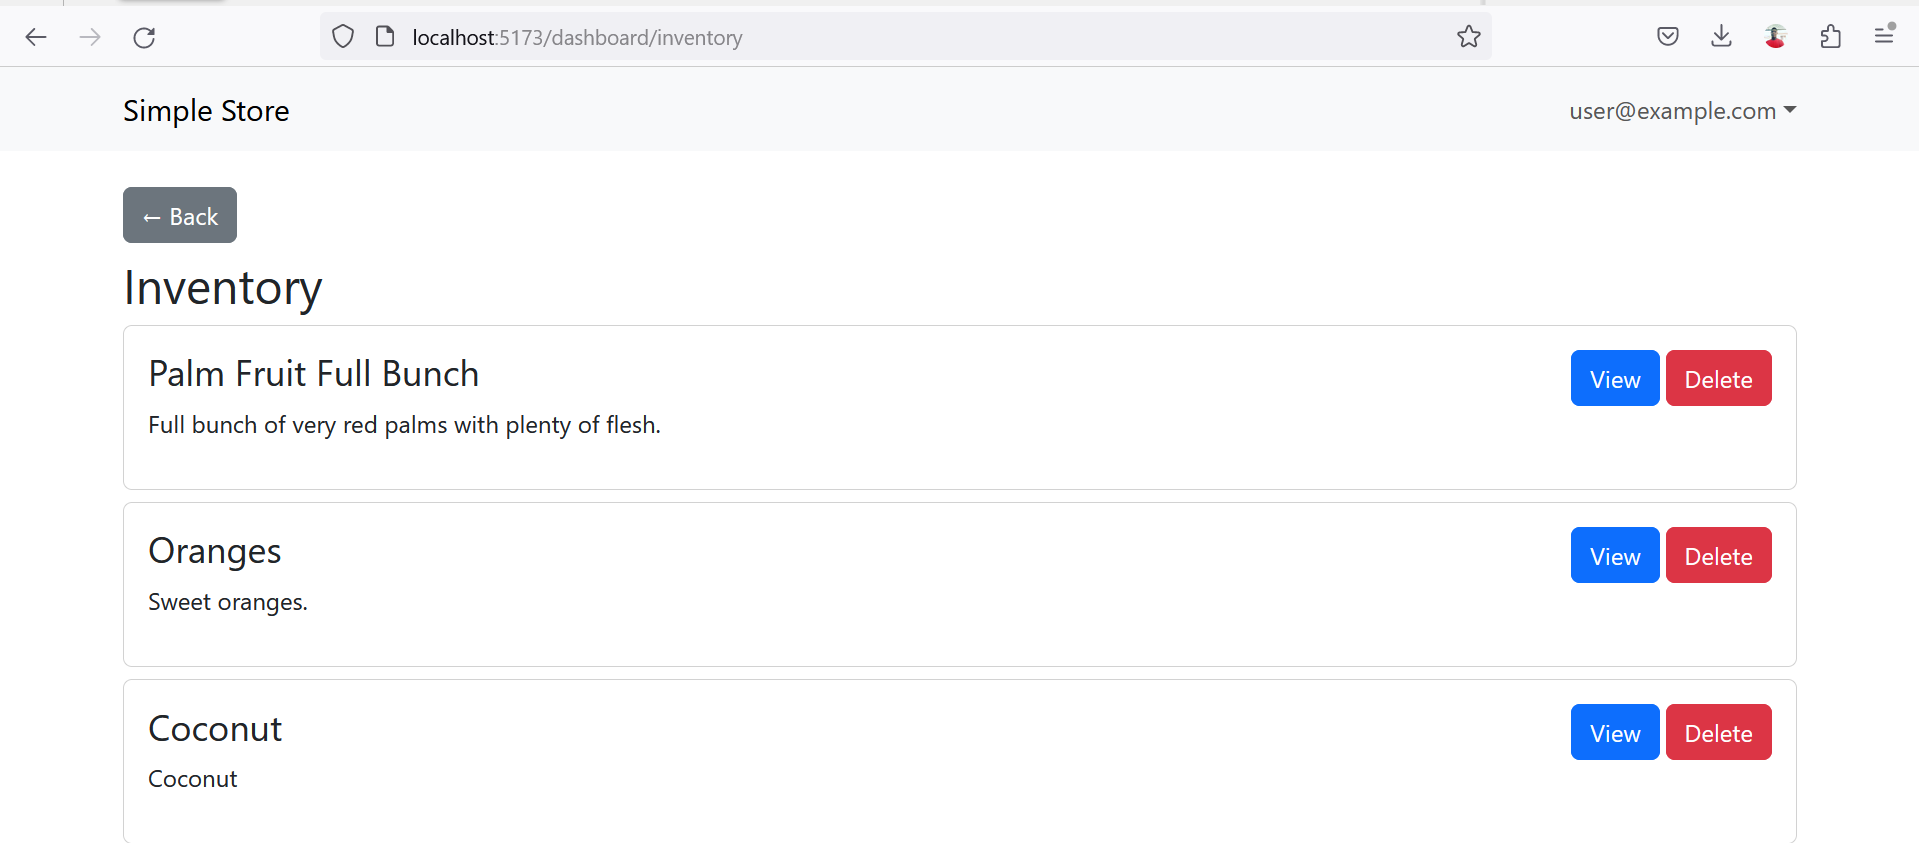 localhost:5173/dashboard/inventory
Simple Store
user@example.com
← Back
Inventory
Palm Fruit Full Bunch
View Delete
Full bunch of very red palms with plenty of flesh.
Oranges
View Delete
Sweet oranges.
Coconut
View Delete
Coconut